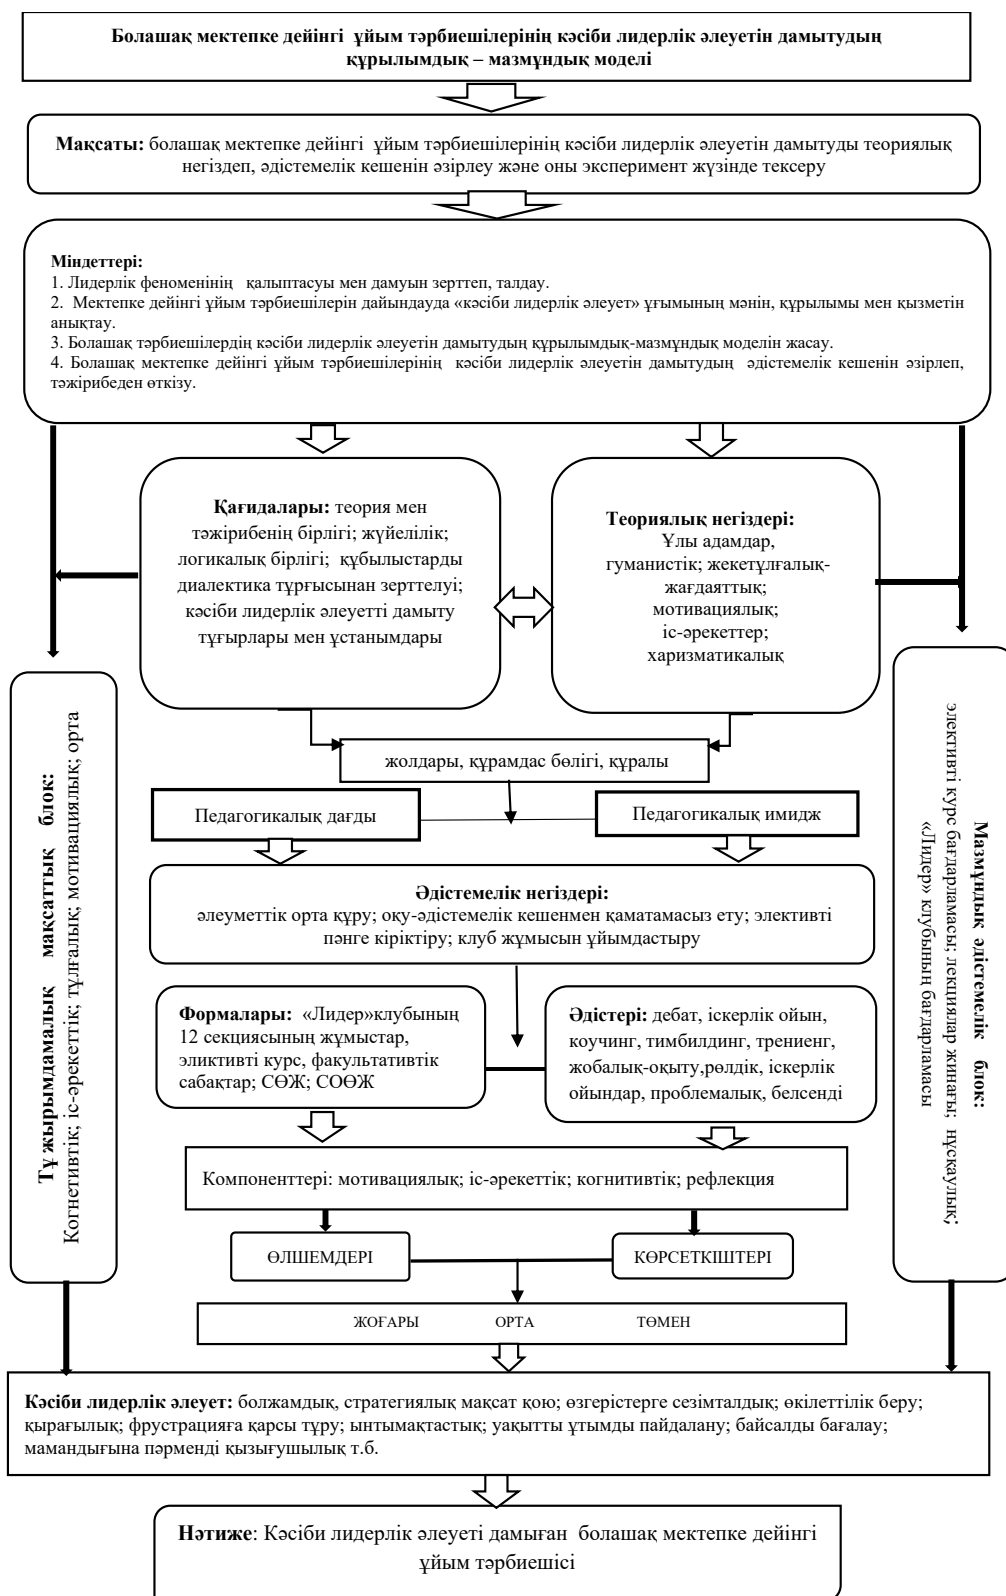 Болашақ мектепке дейінгі ұйым тәрбиешілерінің кәсіби лидерлік әлеуетін дамытудың
құрылымдық – мазмұндық моделі
Мақсаты: болашақ мектепке дейінгі ұйым тәрбиешілерінің кәсіби лидерлік әлеуетін дамытуды теориялық
негіздеп, әдістемелік кешенін әзірлеу және оны эксперимент жүзінде тексеру
Міндеттері:
1. Лидерлік феноменінің қалыптасуы мен дамуын зерттеп, талдау.
2. Мектепке дейінгі ұйым тәрбиешілерін дайындауда «кәсіби лидерлік әлеует» ұғымының мәнін, құрылымы мен қызметін
анықтау.
3. Болашақ тәрбиешілердің кәсіби лидерлік әлеуетін дамытудың құрылымдық-мазмұндық моделін жасау.
4. Болашақ мектепке дейінгі ұйым тәрбиешілерінің кәсіби лидерлік әлеуетін дамытудың әдістемелік кешенін әзірлеп,
тәжірибеден өткізу.
Қағидалары: теория мен
тәжірибенің бірлігі; жүйелілік;
логикалық бірлігі; құбылыстарды
диалектика тұрғысынан зерттелуі;
кәсіби лидерлік әлеуетті дамыту
тұғырлары мен ұстанымдары
Теориялық негіздері:
Ұлы адамдар,
гуманистік; жекетұлғалық-
жағдаяттық;
мотивациялық;
іс-әрекеттер;
харизматикалық
Тұжырымдамалық мақсаттық блок:
Когнетивтік; іс-әрекеттік; тұлғалық; мотивациялық; орта
Мазмұндық әдістемелік блок:
элективті курс бағдарламасы; лекциялар жинағы; нұсқаулық;
«Лидер» клубының бағдарламасы
жолдары, құрамдас бөлігі, құралы
Педагогикалық дағды
Педагогикалық имидж
Әдістемелік негіздері:
әлеуметтік орта құру; оқу-әдістемелік кешенмен қаматамасыз ету; элективті
пәнге кіріктіру; клуб жұмысын ұйымдастыру
Формалары: «Лидер»клубының
12 секциясының жұмыстар,
эликтивті курс, факультативтік
сабақтар; СӨЖ; СОӨЖ
Әдістері: дебат, іскерлік ойын,
коучинг, тимбилдинг, трениенг,
жобалық-оқыту,рөлдік, іскерлік
ойындар, проблемалық, белсенді
Компоненттері: мотивациялық; іс-әрекеттік; когнитивтік; рефлекция
ӨЛШЕМДЕРІ
КӨРСЕТКІШТЕРІ
ЖОҒАРЫ ОРТА ТӨМЕН
Кәсіби лидерлік әлеует: болжамдық, стратегиялық мақсат қою; өзгерістерге сезімталдық; өкілеттілік беру;
қырағылық; фрустрацияға қарсы тұру; ынтымақтастық; уақытты ұтымды пайдалану; байсалды бағалау;
мамандығына пәрменді қызығушылық т.б.
Нәтиже: Кәсіби лидерлік әлеуеті дамыған болашақ мектепке дейінгі
ұйым тәрбиешісі